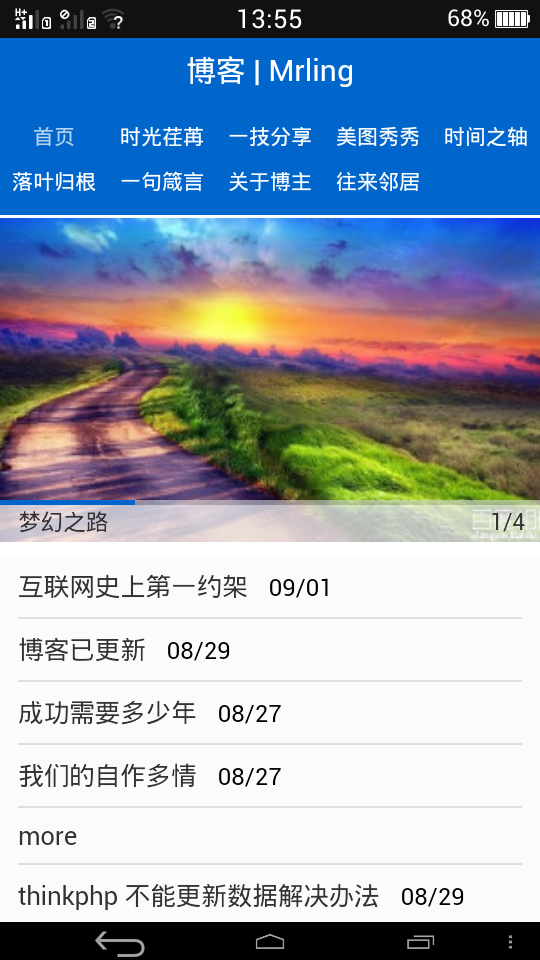 13:55 68%
博客 | Mrling
首页 时光荏苒 一技分享 美图秀秀 时间之轴
落叶归根 一句箴言 关于博主 往来邻居
梦幻之路 1/4
互联网史上第一约架 09/01
博客已更新 08/29
成功需要多少年 08/27
我们的自作多情 08/27
more
thinkphp 不能更新数据解决办法 08/29